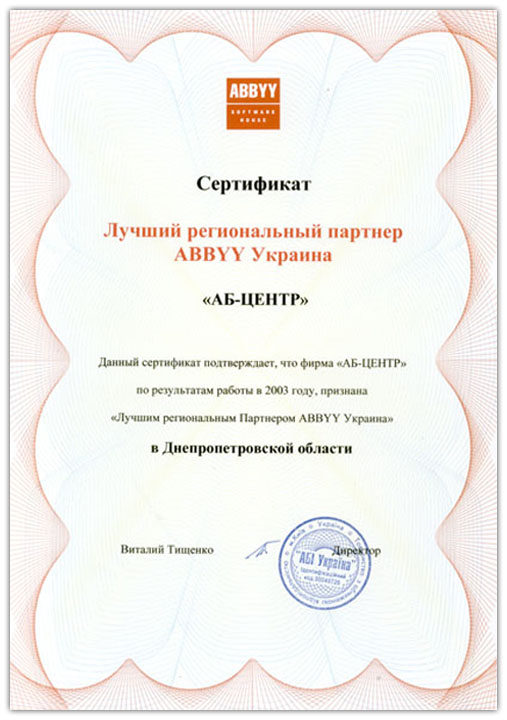 ABBYY
SOFTWARE
HOUSE
Сертификат
Лучший региональный партнер
ABBYY Украина
«АБ-ЦЕНТР»
Данный сертификат подтверждает, что фирма «АБ-ЦЕНТР»
по результатам работы в 2003 году, признана
«Лучшим региональным Партнером ABBYY Украина»
в Днепропетровской области
Виталий Тищенко
Директор
"АБІ Україна"